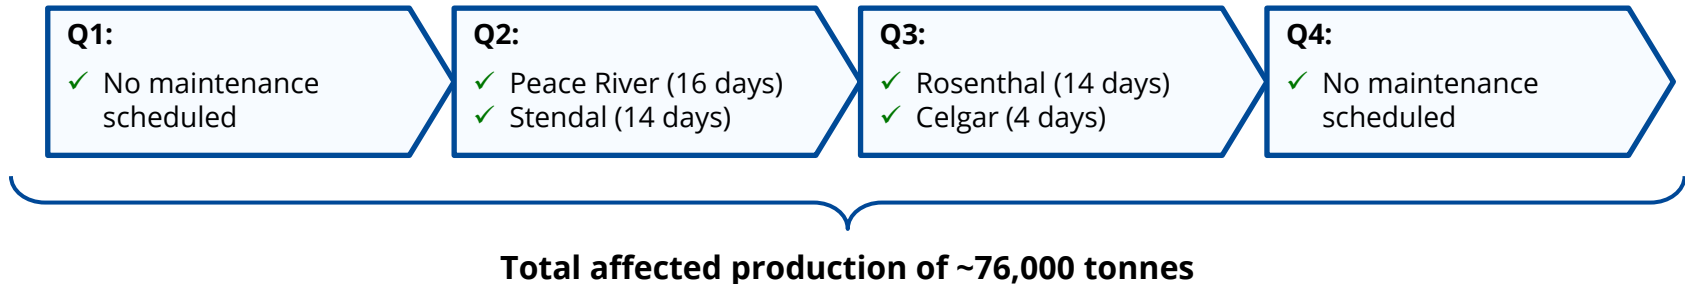 Q1:
✓ No maintenance
scheduled
Q2:
✓ Peace River (16 days)
✓ Stendal (14 days)
Q3:
✓ Rosenthal (14 days)
✓ Celgar (4 days)
Q4:
✓ No maintenance
scheduled
Total affected production of ~76,000 tonnes